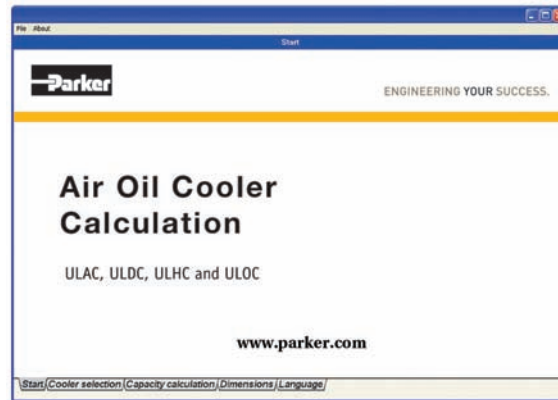 File About
Start
Parker
ENGINEERING YOUR SUCCESS.
Air Oil Cooler
Calculation
ULAC, ULDC, ULHC and ULOC
www.parker.com
Start Cooler selection Capacity calculation Dimensions Language